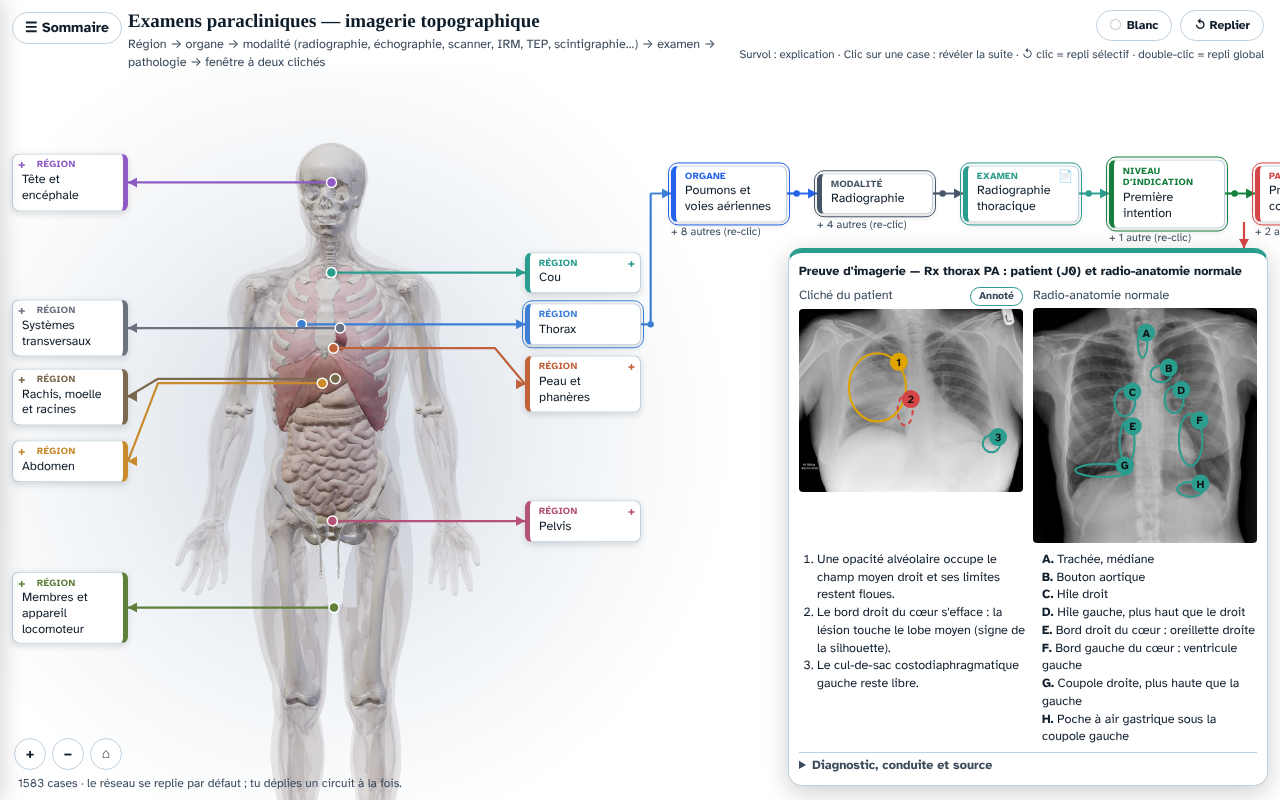 ☰ Sommaire
Examens paracliniques — imagerie topographique
Région → organe → modalité (radiographie, échographie, scanner, IRM, TEP, scintigraphie…) → examen →
pathologie → fenêtre à deux clichés
Blanc
↺ Replier
Survol : explication · Clic sur une case : révéler la suite · ↺ clic = repli sélectif · double-clic = repli global
+ RÉGION
Tête et
encéphale
+ RÉGION
Systèmes
transversaux
+ RÉGION
Rachis, moelle
et racines
+ RÉGION
Abdomen
+ RÉGION
Membres et
appareil
locomoteur
RÉGION +
Cou
RÉGION
Thorax
RÉGION +
Peau et
phanères
RÉGION +
Pelvis
ORGANE
Poumons et
voies aériennes
+ 8 autres (re-clic)
MODALITÉ
Radiographie
+ 4 autres (re-clic)
EXAMEN
Radiographie
thoracique
NIVEAU
D'INDICATION
Première
intention
+ 1 autre (re-clic)
PA
Pr
co
+ 2 a
Preuve d'imagerie — Rx thorax PA : patient (J0) et radio-anatomie normale
Cliché du patient
Annoté
Radio-anatomie normale
1
2
3
A
B
C
D
E
F
G
H
1. Une opacité alvéolaire occupe le
champ moyen droit et ses limites
restent floues.
2. Le bord droit du cœur s'efface : la
lésion touche le lobe moyen (signe de
la silhouette).
3. Le cul-de-sac costodiaphragmatique
gauche reste libre.
A. Trachée, médiane
B. Bouton aortique
C. Hile droit
D. Hile gauche, plus haut que le droit
E. Bord droit du cœur : oreillette droite
F. Bord gauche du cœur : ventricule
gauche
G. Coupole droite, plus haute que la
gauche
H. Poche à air gastrique sous la
coupole gauche
▶ Diagnostic, conduite et source
+
−
⌂
1583 cases · le réseau se replie par défaut ; tu déplies un circuit à la fois.